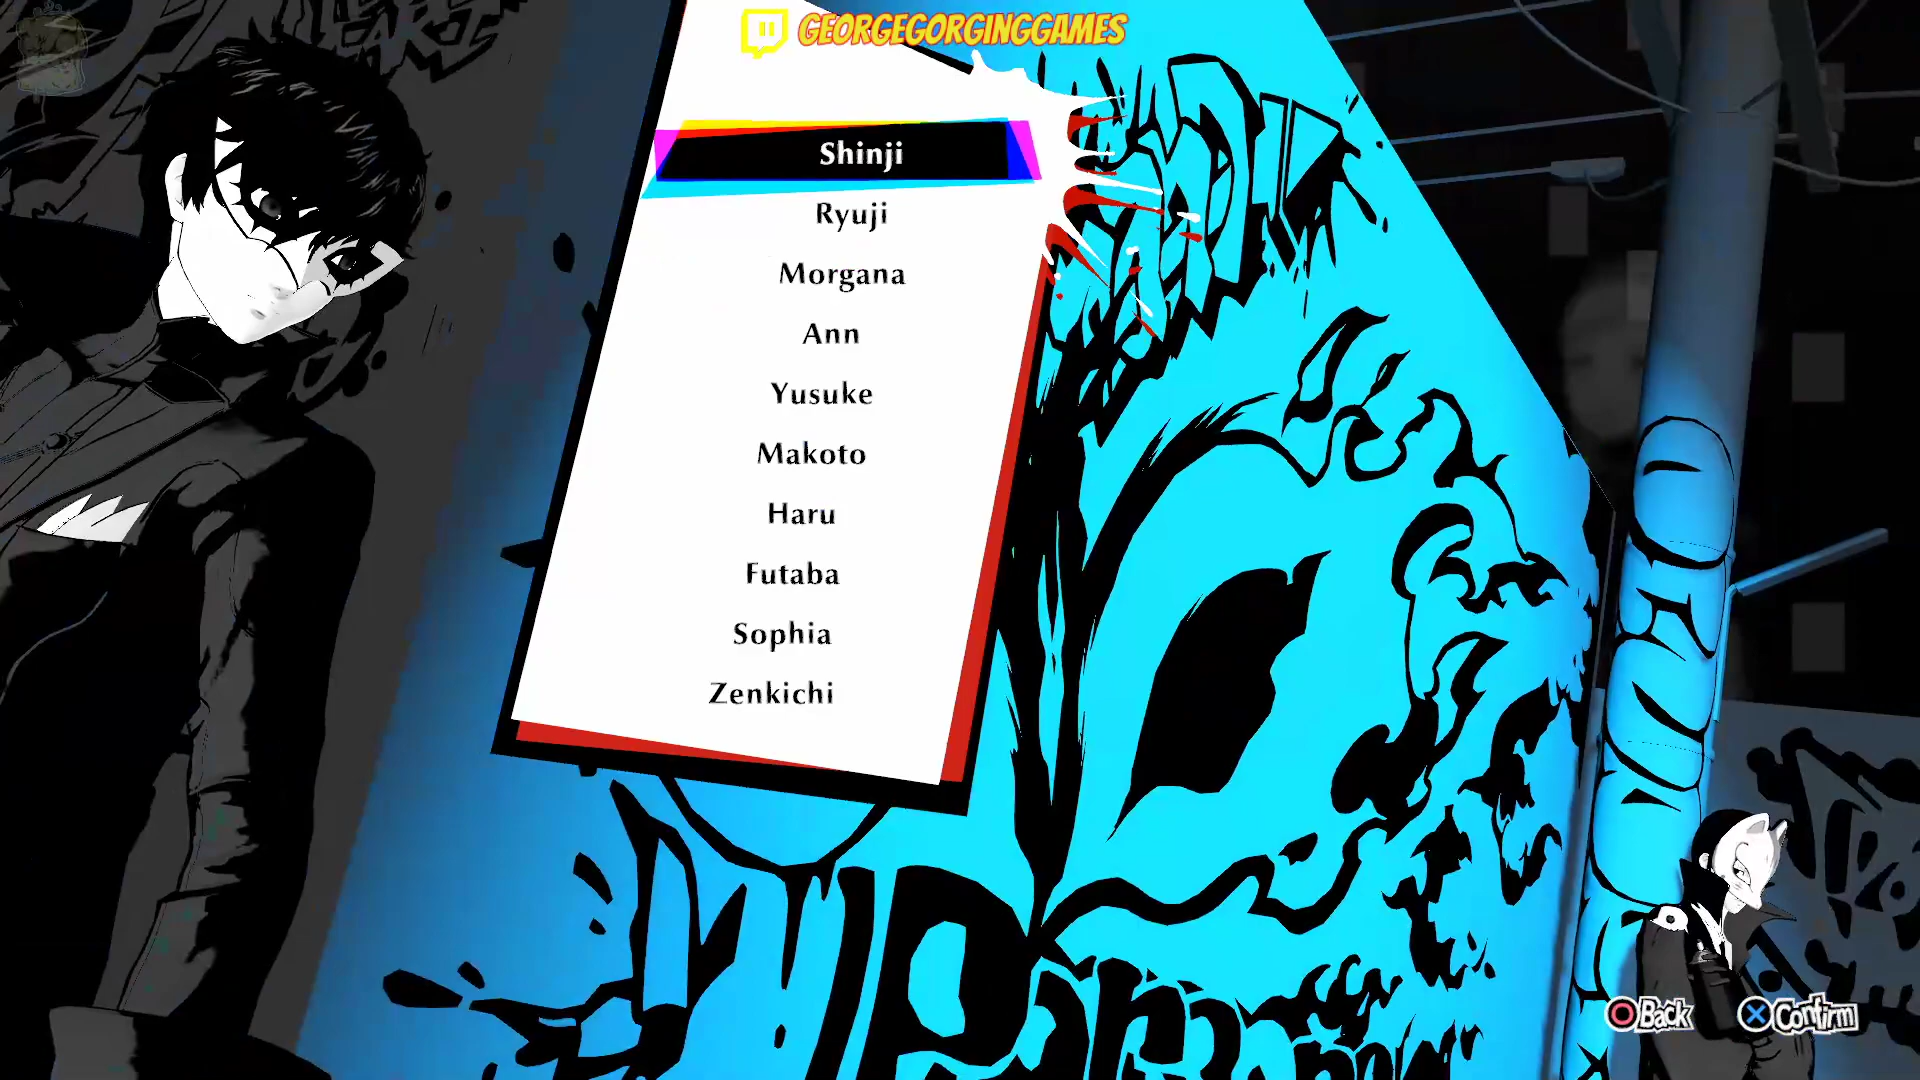 GEORGEGORGINGGAMES
Shinji
Ryuji
Morgana
Ann
Yusuke
Makoto
Haru
Futaba
Sophia
Zenkichi
Back
Confirm